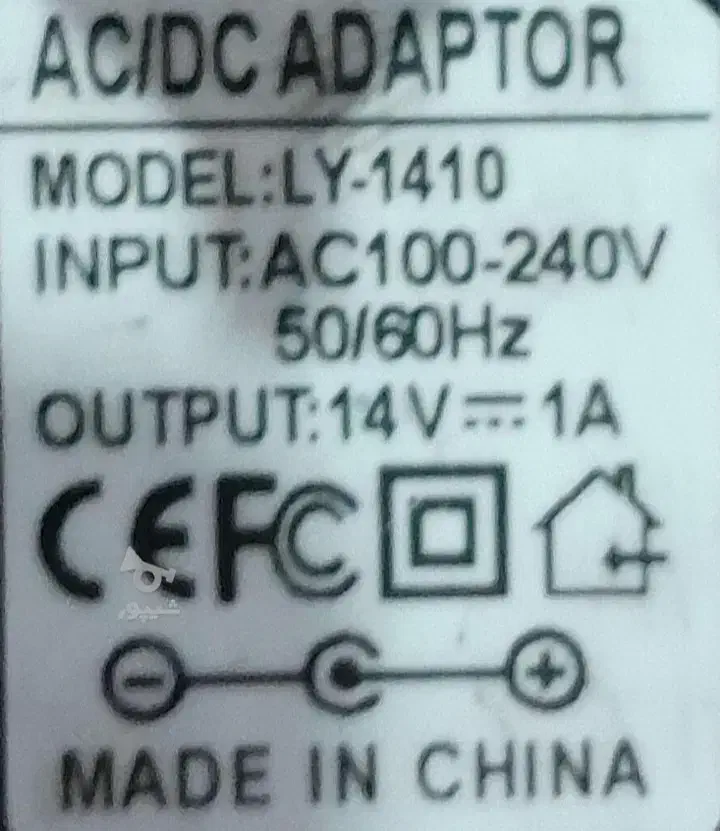 AC/DC ADAPTOR
MODEL:LY-1410
INPUT:AC100-240V
50/60Hz
OUTPUT:14V⎓1A
CE FC
شیپور
MADE IN CHINA